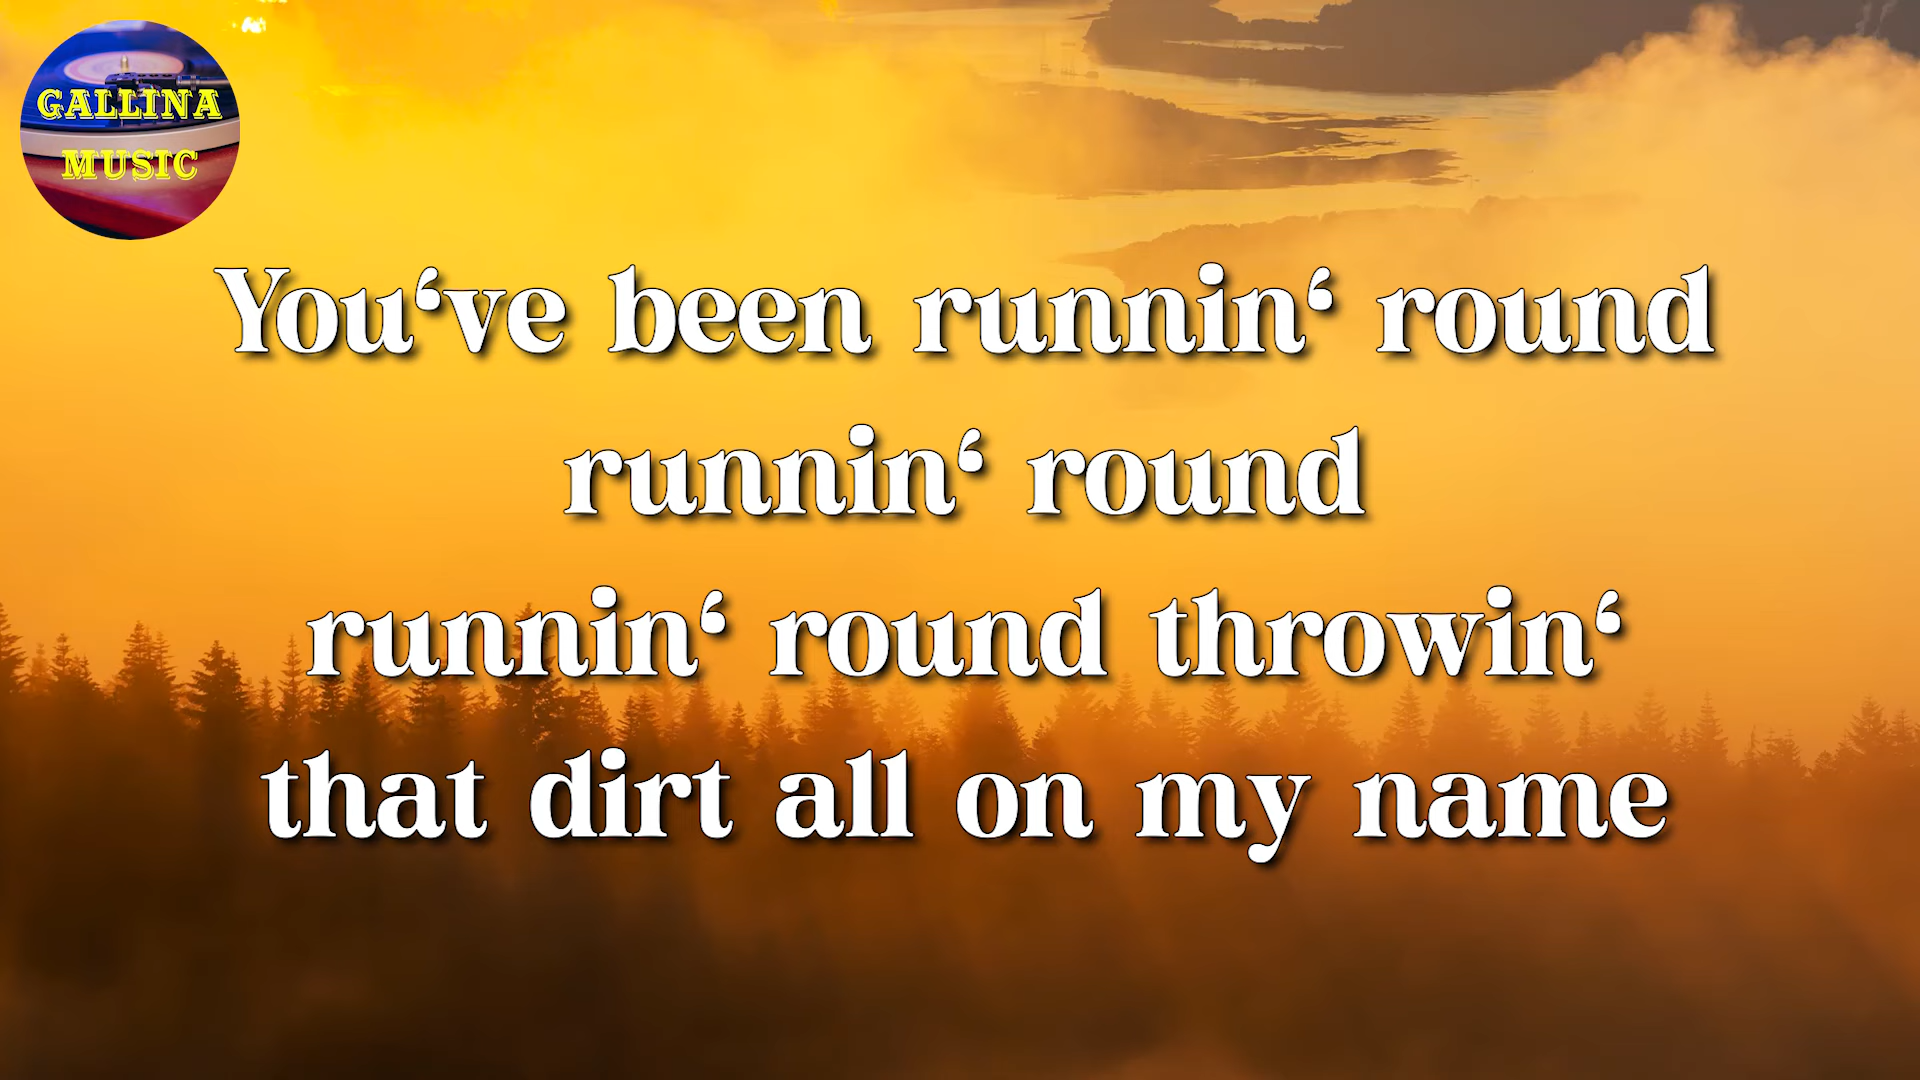 GALLINA
MUSIC
You‘ve been runnin‘ round
runnin‘ round
runnin‘ round throwin‘
that dirt all on my name